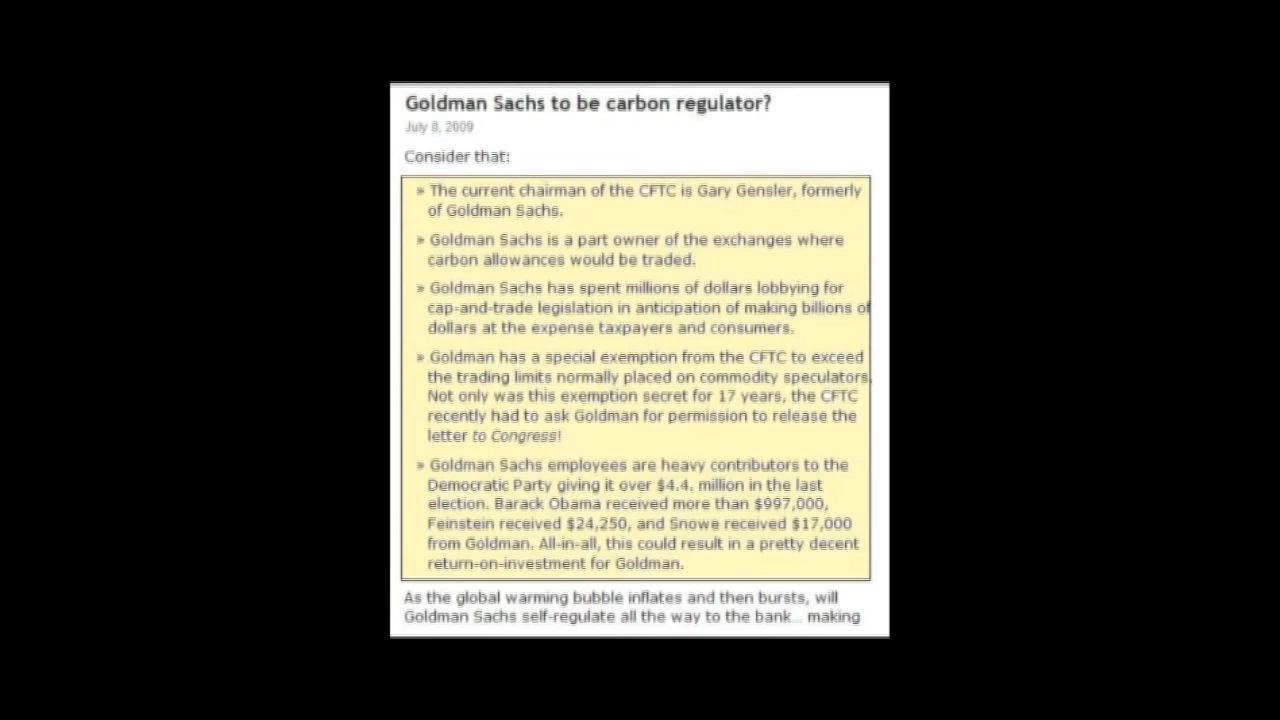 Goldman Sachs to be carbon regulator?
July 8, 2009
Consider that:
» The current chairman of the CFTC is Gary Gensler, formerly
of Goldman Sachs.
» Goldman Sachs is a part owner of the exchanges where
carbon allowances would be traded.
» Goldman Sachs has spent millions of dollars lobbying for
cap-and-trade legislation in anticipation of making billions of
dollars at the expense taxpayers and consumers.
» Goldman has a special exemption from the CFTC to exceed
the trading limits normally placed on commodity speculators.
Not only was this exemption secret for 17 years, the CFTC
recently had to ask Goldman for permission to release the
letter to Congress!
» Goldman Sachs employees are heavy contributors to the
Democratic Party giving it over $4.4. million in the last
election. Barack Obama received more than $997,000,
Feinstein received $24,250, and Snowe received $17,000
from Goldman. All-in-all, this could result in a pretty decent
return-on-investment for Goldman.
As the global warming bubble inflates and then bursts, will
Goldman Sachs self-regulate all the way to the bank… making